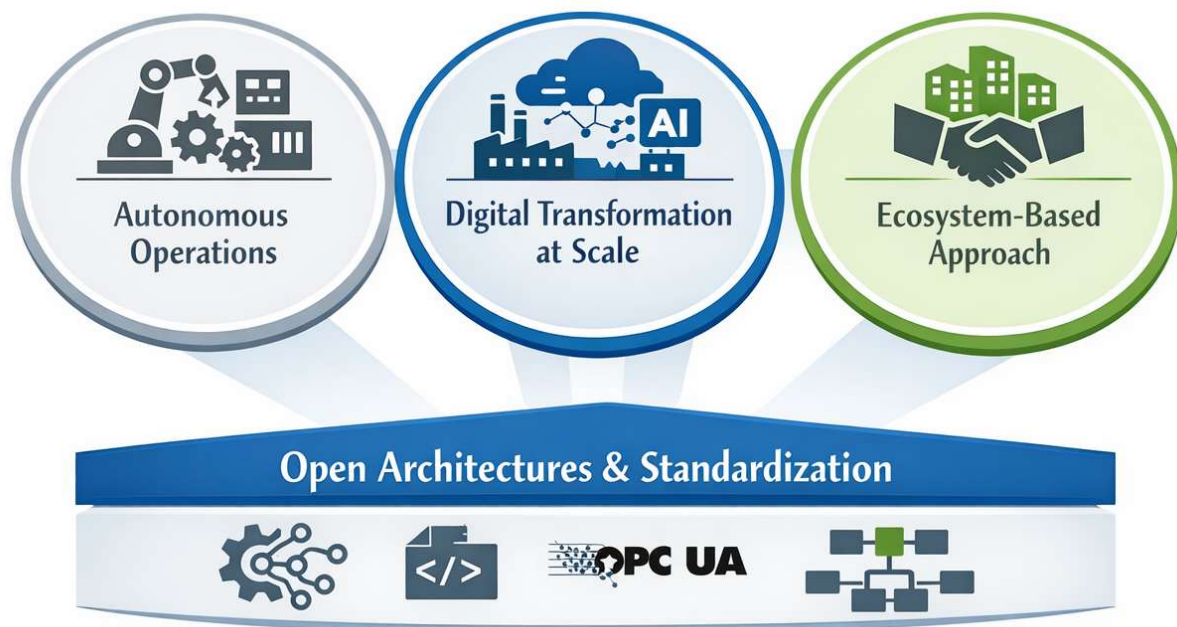 AI
Autonomous
Operations
Digital Transformation
at Scale
Ecosystem-Based
Approach
Open Architectures & Standardization
</>
OPC UA